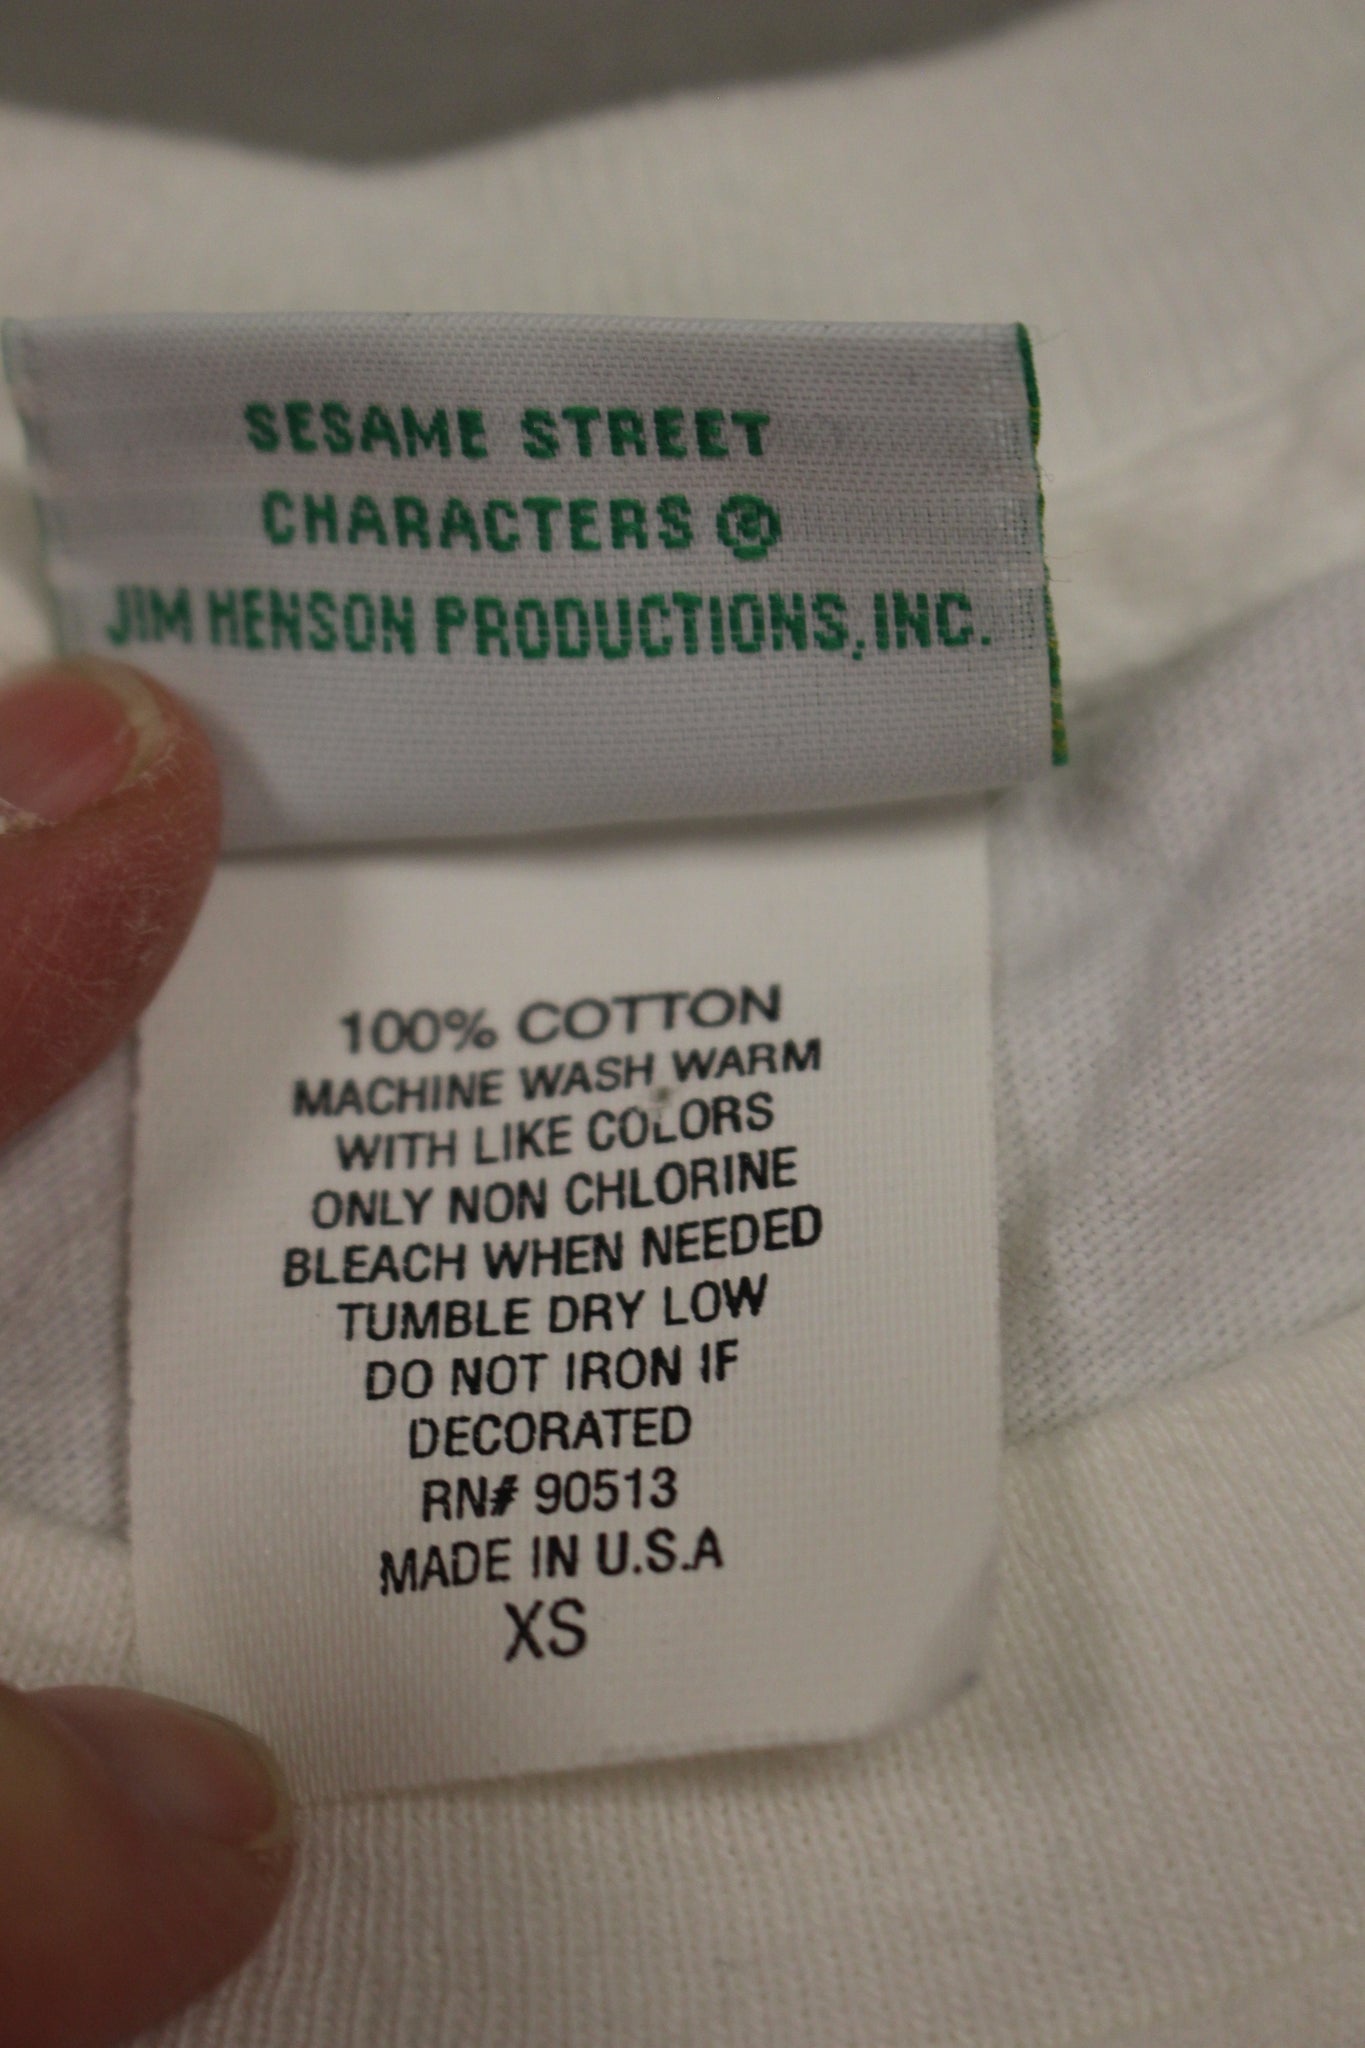 SESAME STREET
CHARACTERS ®
JIM HENSON PRODUCTIONS, INC.
100% COTTON
MACHINE WASH WARM
WITH LIKE COLORS
ONLY NON CHLORINE
BLEACH WHEN NEEDED
TUMBLE DRY LOW
DO NOT IRON IF
DECORATED
RN# 90513
MADE IN U.S.A
XS